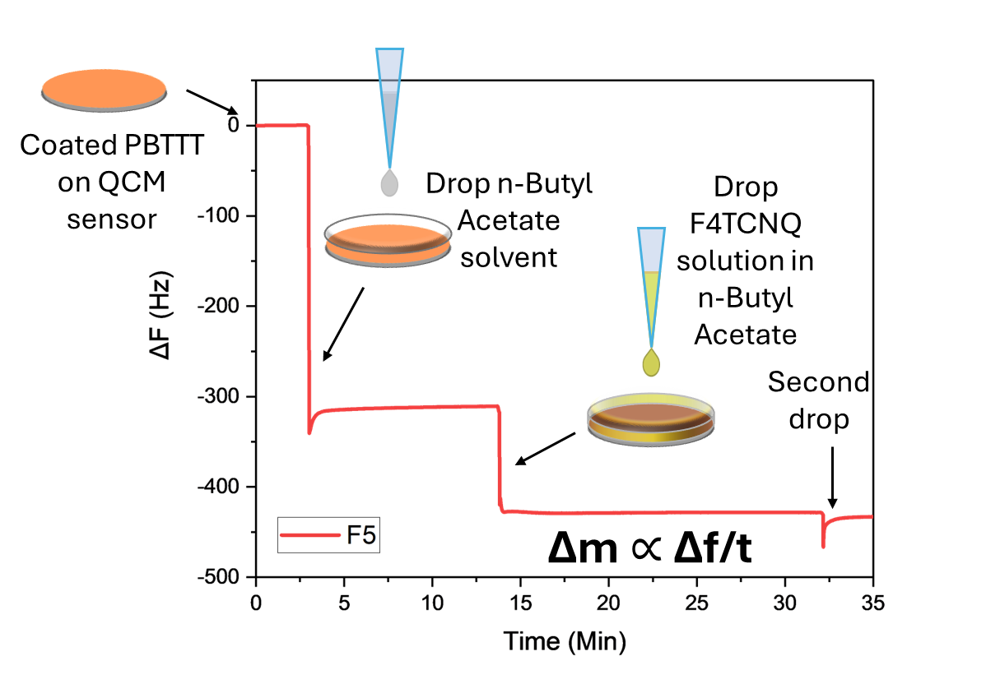 Coated PBTTT
on QCM
sensor
Drop n-Butyl
Acetate
solvent
Drop
F4TCNQ
solution in
n-Butyl
Acetate
Second
drop
ΔF (Hz)
0
-100
-200
-300
-400
-500
F5
Δm ∝ Δf/t
0
5
10
15
20
25
30
35
Time (Min)